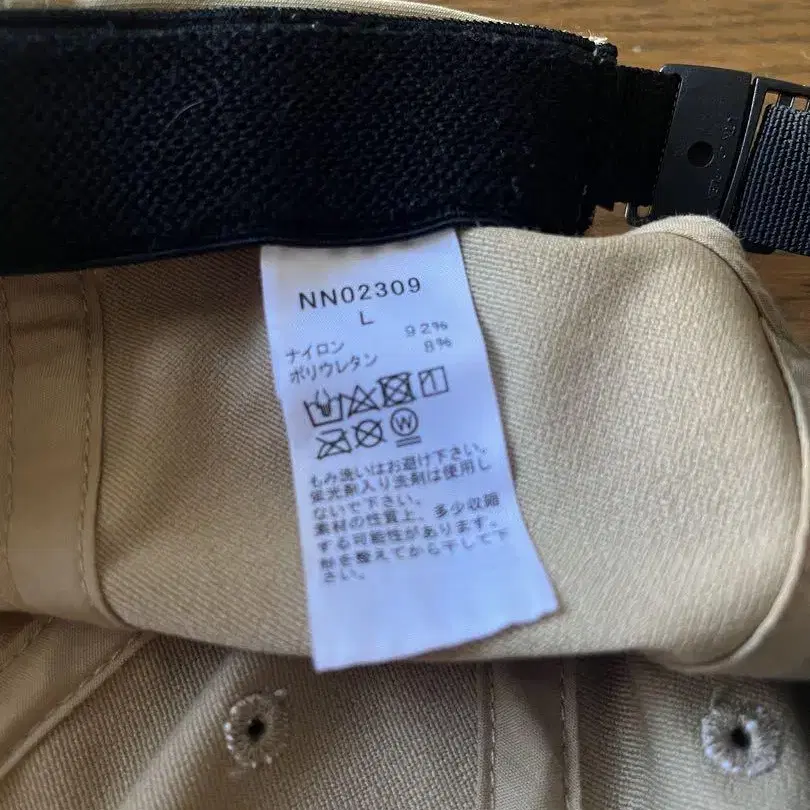 NN02309
L
ナイロン 92%
ポリウレタン 8%
W
もみ洗いはお避け下さい。
蛍光剤入り洗剤は使用し
ないで下さい。
素材の性質上、多少収縮
する可能性があります。
形を整えてから干して下
さい。